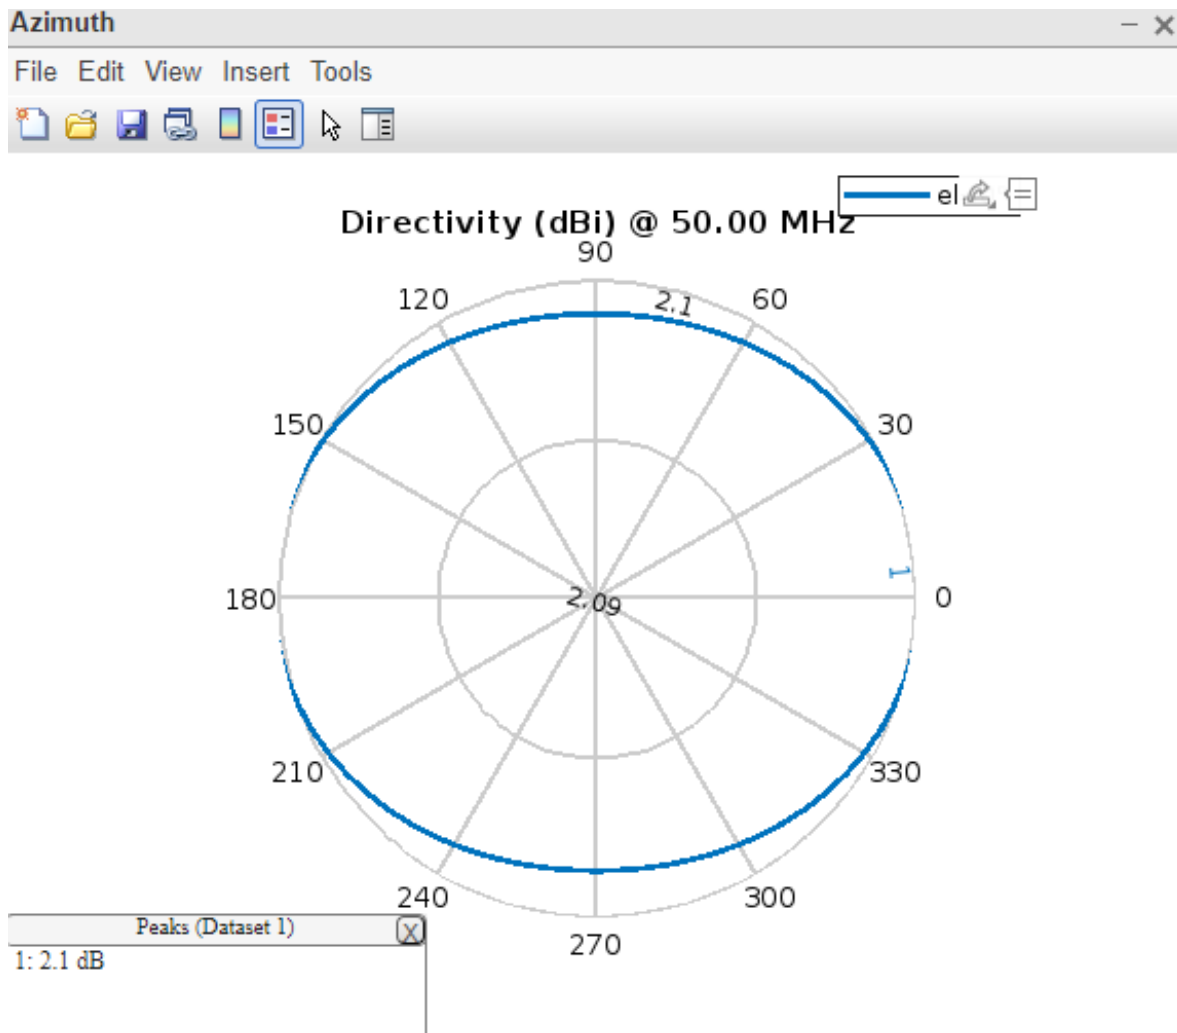 Azimuth
File Edit View Insert Tools
el
Directivity (dBi) @ 50.00 MHz
90
120
2.1
60
150
30
1
180
2.09
0
210
330
240
300
270
Peaks (Dataset 1)
X
1: 2.1 dB